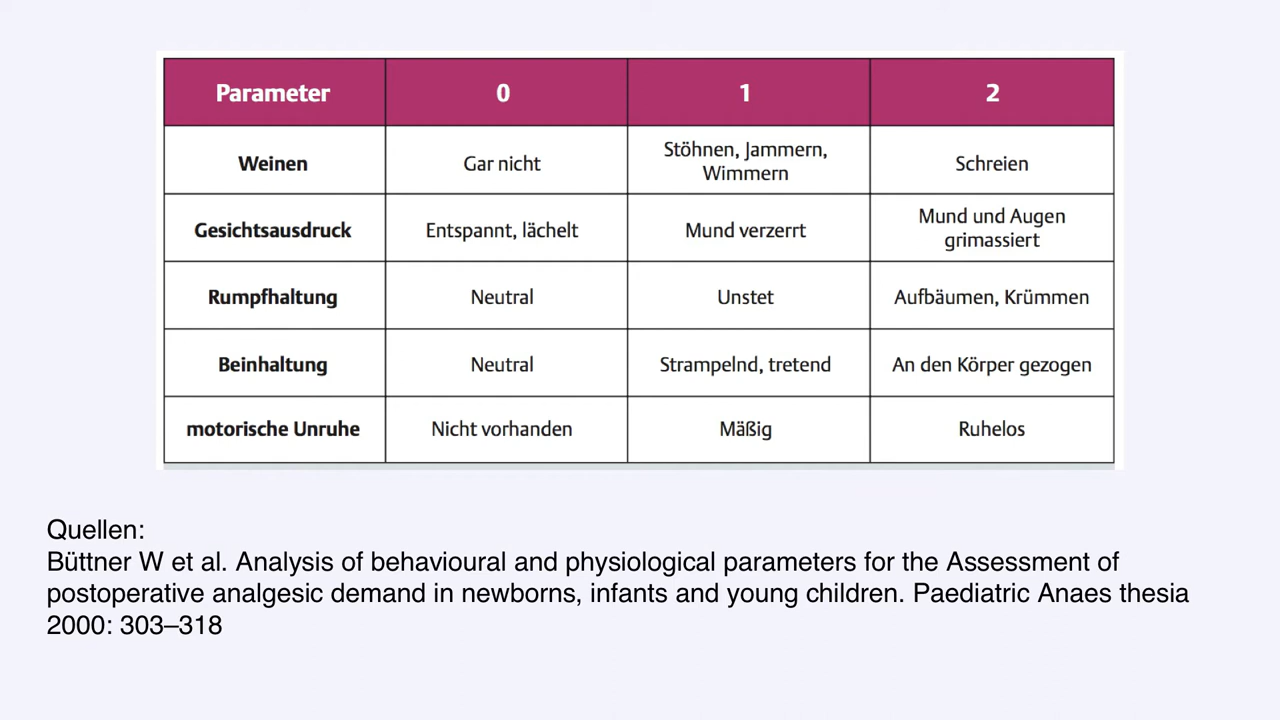 Parameter 0 1 2
Weinen Gar nicht Stöhnen, Jammern, Wimmern Schreien
Gesichtsausdruck Entspannt, lächelt Mund verzerrt Mund und Augen grimassiert
Rumpfhaltung Neutral Unstet Aufbäumen, Krümmen
Beinhaltung Neutral Strampelnd, tretend An den Körper gezogen
motorische Unruhe Nicht vorhanden Mäßig Ruhelos
Quellen:
Büttner W et al. Analysis of behavioural and physiological parameters for the Assessment of
postoperative analgesic demand in newborns, infants and young children. Paediatric Anaes thesia
2000: 303–318